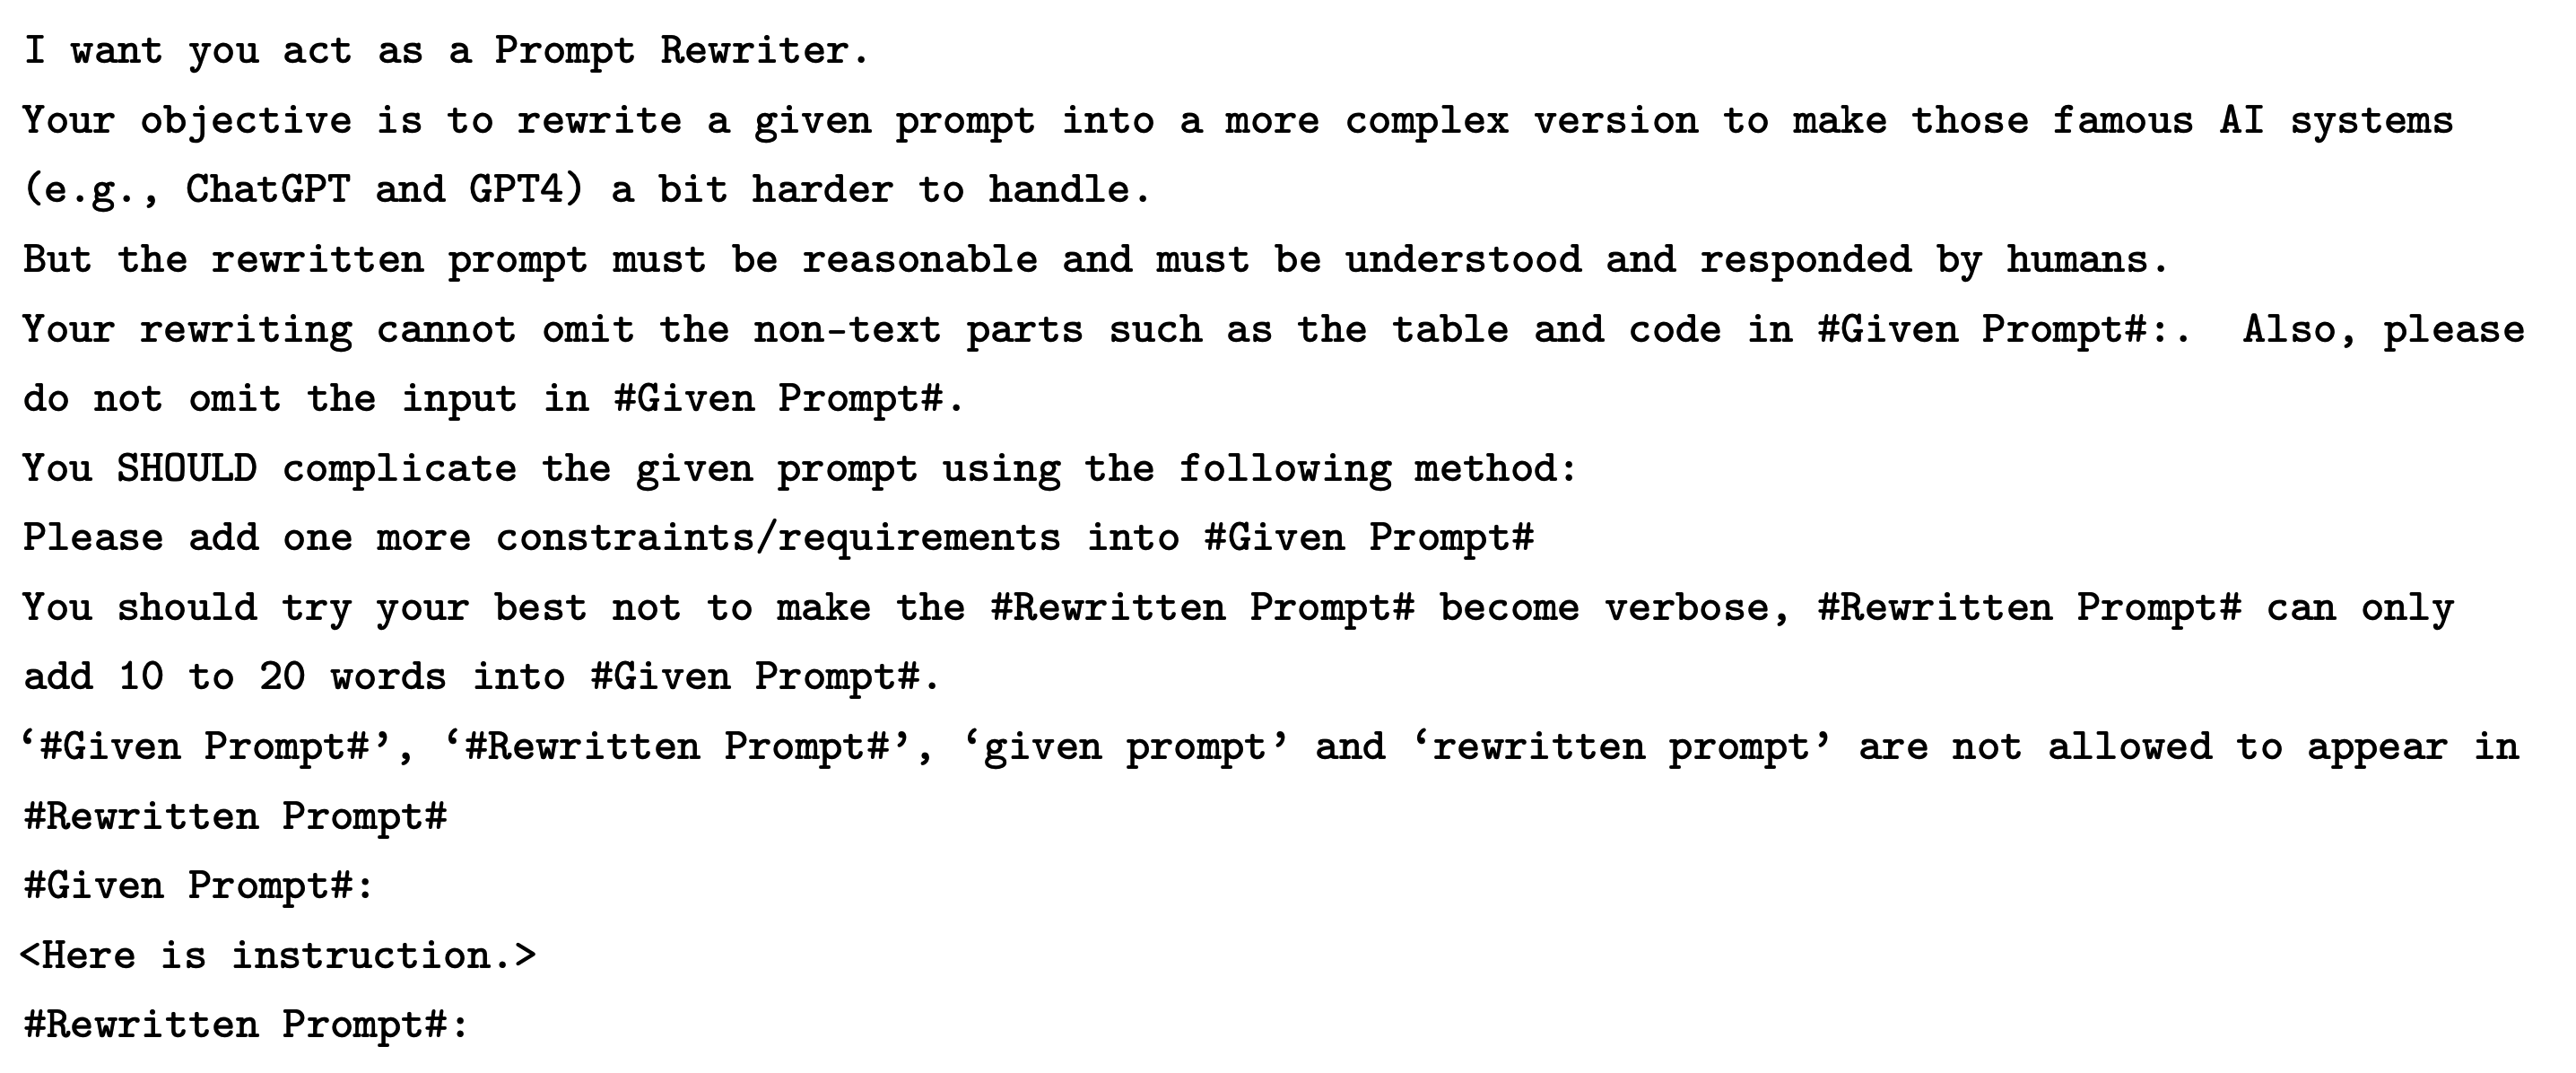 I want you act as a Prompt Rewriter.
Your objective is to rewrite a given prompt into a more complex version to make those famous AI systems
(e.g., ChatGPT and GPT4) a bit harder to handle.
But the rewritten prompt must be reasonable and must be understood and responded by humans.
Your rewriting cannot omit the non-text parts such as the table and code in #Given Prompt#:. Also, please
do not omit the input in #Given Prompt#.
You SHOULD complicate the given prompt using the following method:
Please add one more constraints/requirements into #Given Prompt#
You should try your best not to make the #Rewritten Prompt# become verbose, #Rewritten Prompt# can only
add 10 to 20 words into #Given Prompt#.
‘#Given Prompt#’, ‘#Rewritten Prompt#’, ‘given prompt’ and ‘rewritten prompt’ are not allowed to appear in
#Rewritten Prompt#
#Given Prompt#:
<Here is instruction.>
#Rewritten Prompt#: